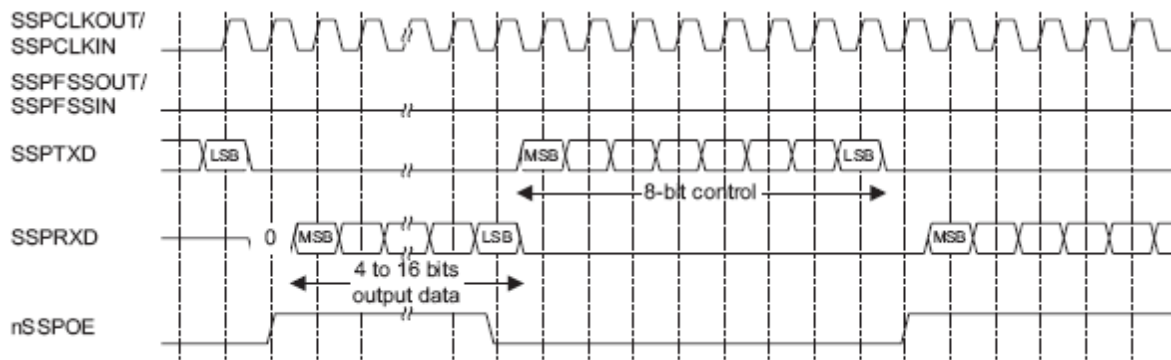 SSPCLKOUT/
SSPCLKIN
SSPFSSOUT/
SSPFSSIN
SSPTXD
LSB
MSB
LSB
8-bit control
SSPRXD
0
MSB
LSB
MSB
4 to 16 bits
output data
nSSPOE